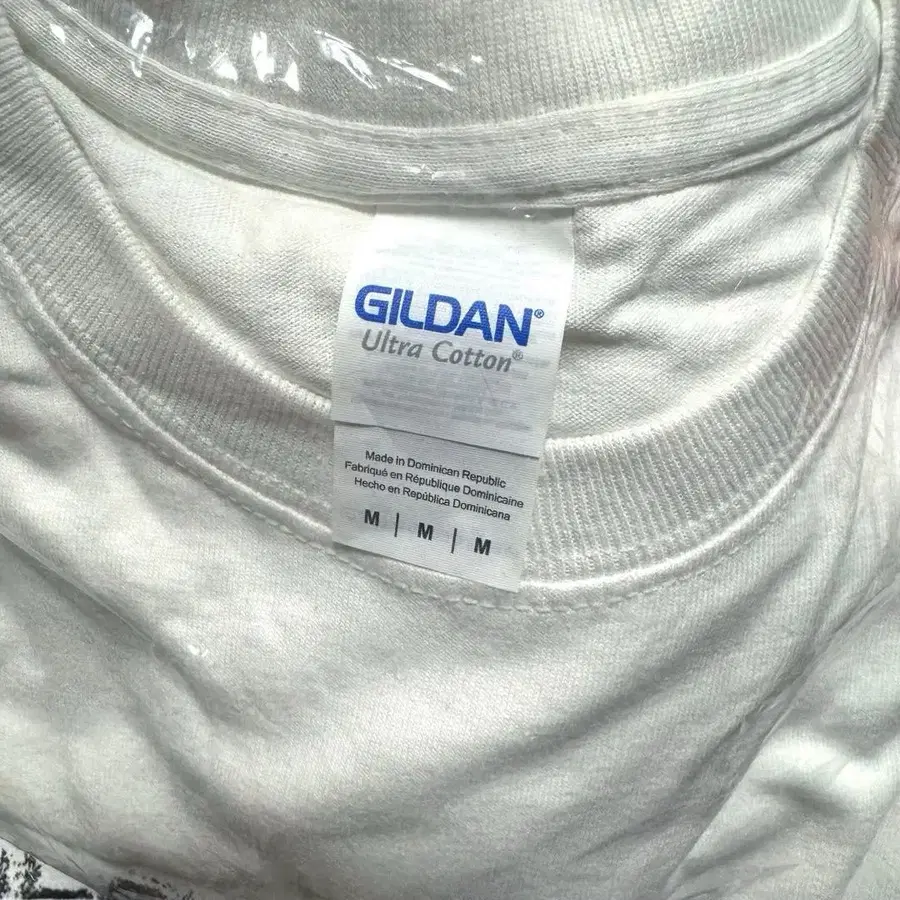 GILDAN®
Ultra Cotton®
Made in Dominican Republic
Fabriqué en République Dominicaine
Hecho en República Dominicana
M | M | M